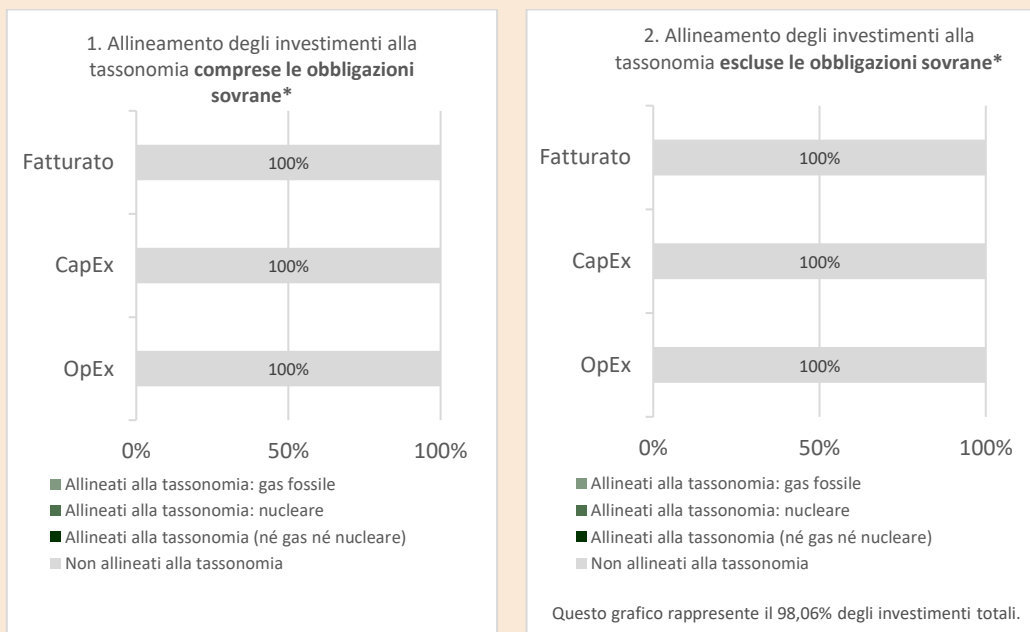 1. Allineamento degli investimenti alla
tassonomia comprese le obbligazioni
sovrane*
Fatturato
100%
CapEx
100%
OpEx
100%
0%
50%
100%
Allineati alla tassonomia: gas fossile
Allineati alla tassonomia: nucleare
Allineati alla tassonomia (né gas né nucleare)
Non allineati alla tassonomia
2. Allineamento degli investimenti alla
tassonomia escluse le obbligazioni sovrane*
Fatturato
100%
CapEx
100%
OpEx
100%
0%
50%
100%
Allineati alla tassonomia: gas fossile
Allineati alla tassonomia: nucleare
Allineati alla tassonomia (né gas né nucleare)
Non allineati alla tassonomia
Questo grafico rappresente il 98,06% degli investimenti totali.